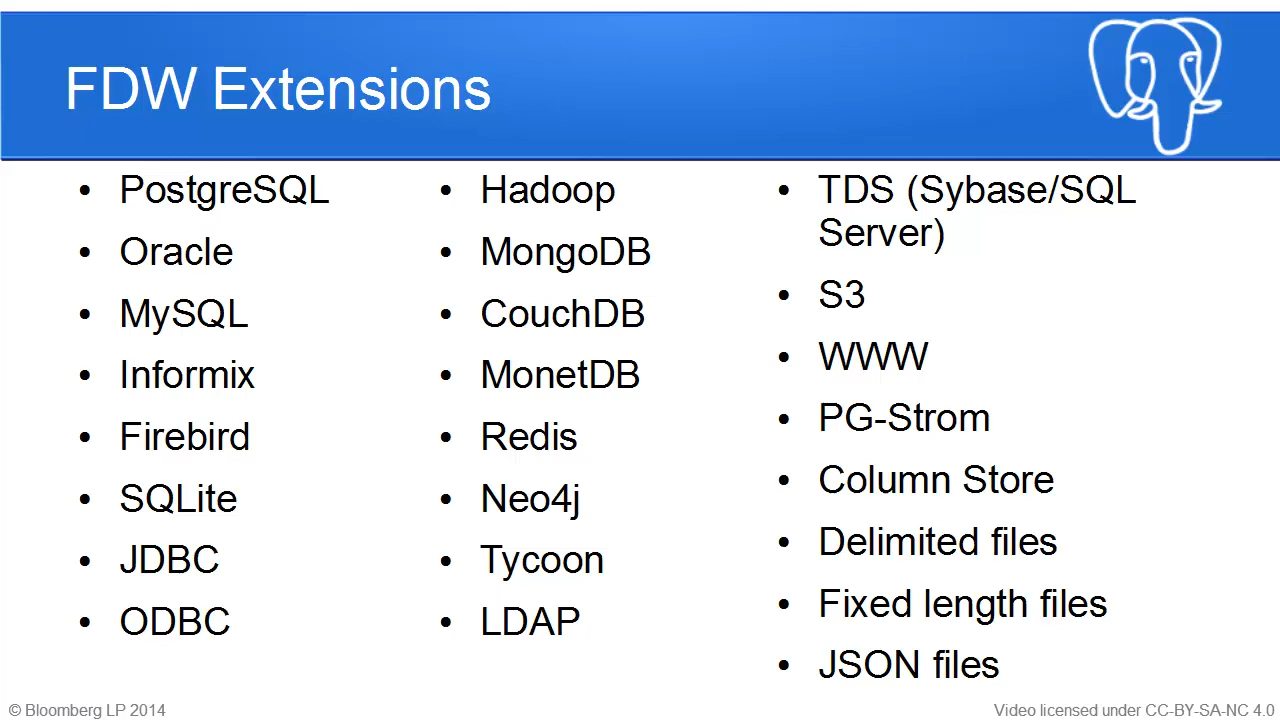 FDW Extensions
• PostgreSQL
• Oracle
• MySQL
• Informix
• Firebird
• SQLite
• JDBC
• ODBC
• Hadoop
• MongoDB
• CouchDB
• MonetDB
• Redis
• Neo4j
• Tycoon
• LDAP
• TDS (Sybase/SQL
Server)
• S3
• WWW
• PG-Strom
• Column Store
• Delimited files
• Fixed length files
• JSON files
© Bloomberg LP 2014
Video licensed under CC-BY-SA-NC 4.0